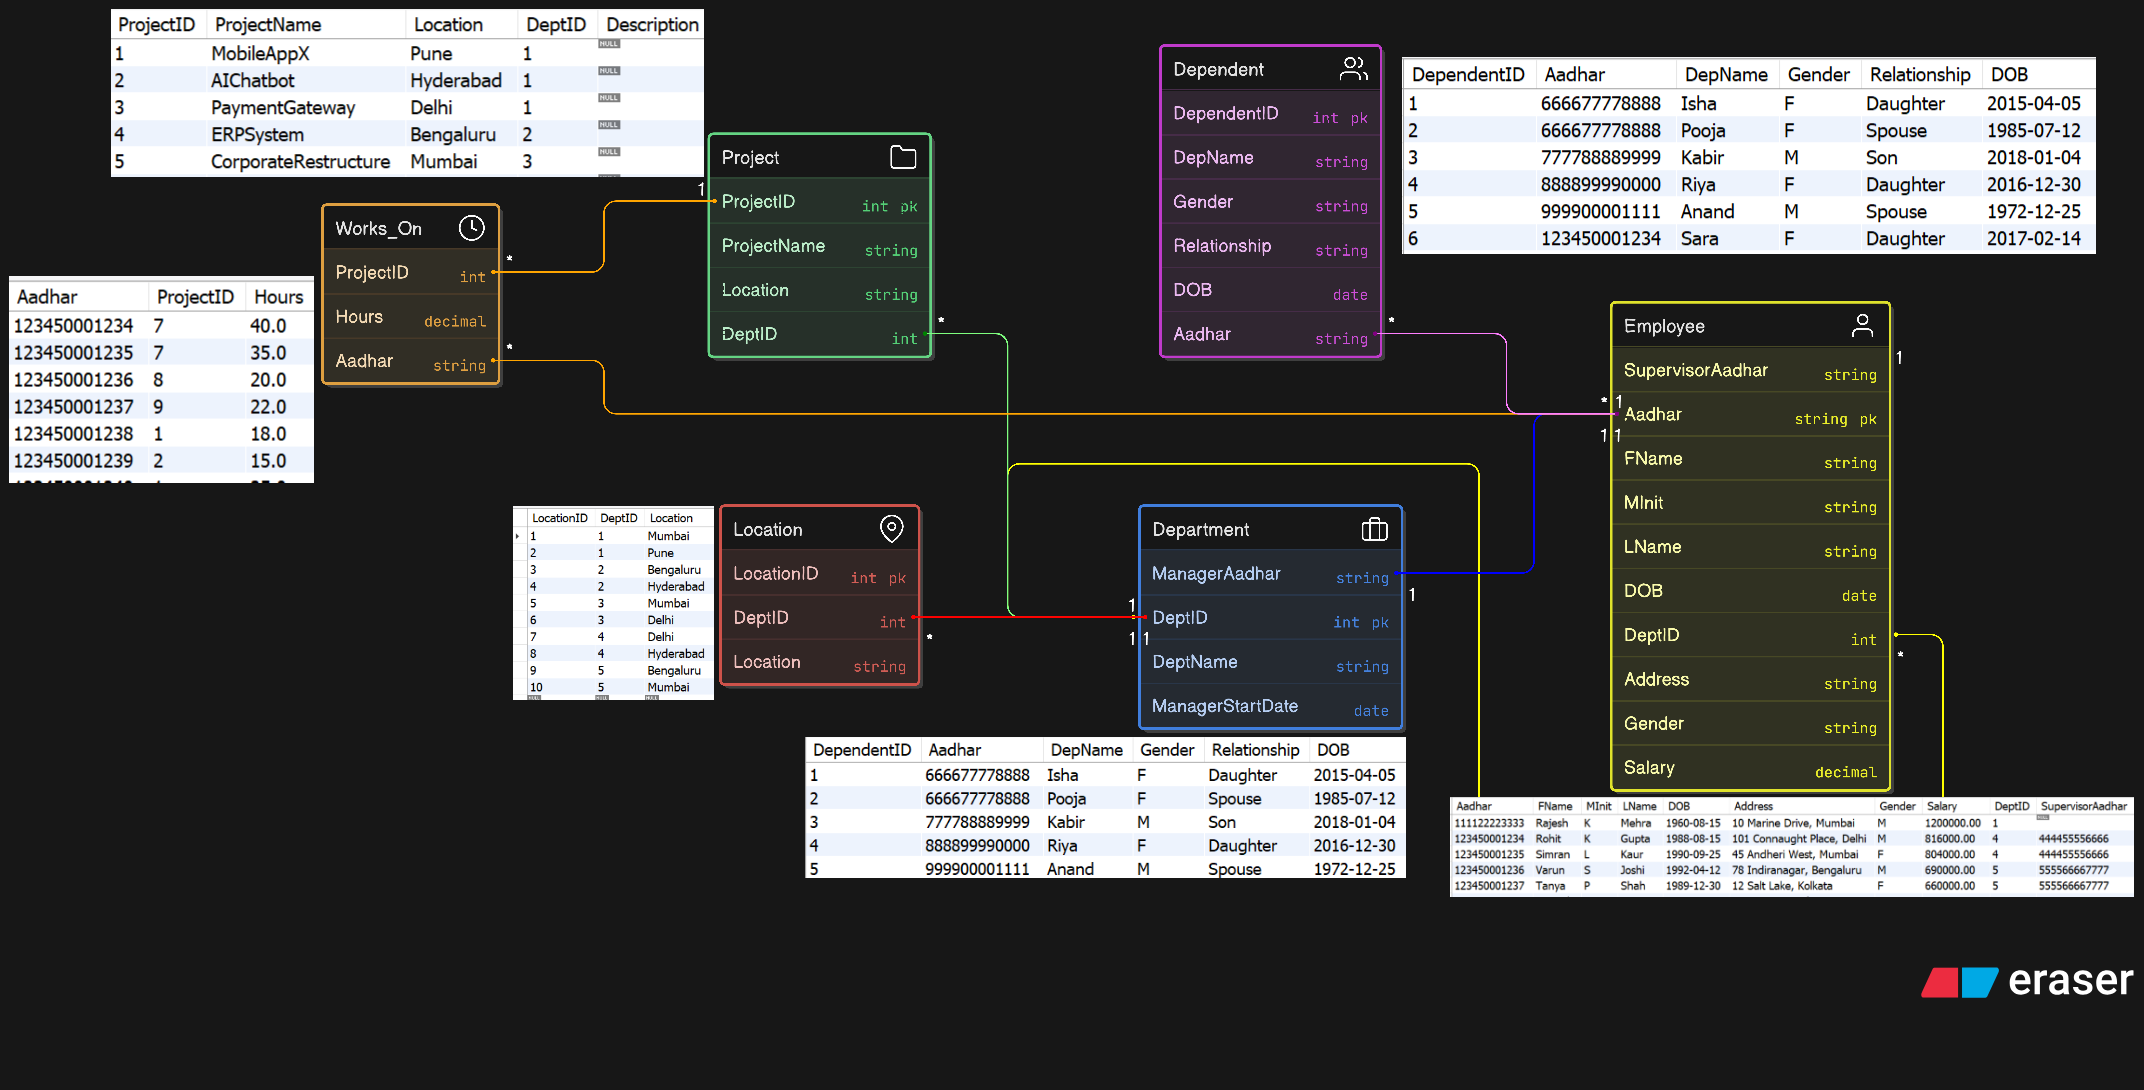 ProjectID ProjectName Location DeptID Description
1 MobileAppX Pune 1 NULL
2 AIChatbot Hyderabad 1 NULL
3 PaymentGateway Delhi 1 NULL
4 ERPSystem Bengaluru 2 NULL
5 CorporateRestructure Mumbai 3 NULL
Dependent
DependentID int pk
DepName string
Gender string
Relationship string
DOB date
Aadhar string
*
DependentID Aadhar DepName Gender Relationship DOB
1 666677778888 Isha F Daughter 2015-04-05
2 666677778888 Pooja F Spouse 1985-07-12
3 777788889999 Kabir M Son 2018-01-04
4 888899990000 Riya F Daughter 2016-12-30
5 999900001111 Anand M Spouse 1972-12-25
6 123450001234 Sara F Daughter 2017-02-14
1
Project
ProjectID int pk
ProjectName string
Location string
DeptID int
*
Works_On
ProjectID int
Hours decimal
Aadhar string
*
*
Aadhar ProjectID Hours
123450001234 7 40.0
123450001235 7 35.0
123450001236 8 20.0
123450001237 9 22.0
123450001238 1 18.0
123450001239 2 15.0
Employee
SupervisorAadhar string
Aadhar string pk
FName string
MInit string
LName string
DOB date
DeptID int
Address string
Gender string
Salary decimal
1
* 1
1 1
*
LocationID DeptID Location
1 1 Mumbai
2 1 Pune
3 2 Bengaluru
4 2 Hyderabad
5 3 Mumbai
6 3 Delhi
7 4 Delhi
8 4 Hyderabad
9 5 Bengaluru
10 5 Mumbai
NULL NULL NULL
Location
LocationID int pk
DeptID int
Location string
*
Department
ManagerAadhar string
DeptID int pk
DeptName string
ManagerStartDate date
1
1
1 1
DependentID Aadhar DepName Gender Relationship DOB
1 666677778888 Isha F Daughter 2015-04-05
2 666677778888 Pooja F Spouse 1985-07-12
3 777788889999 Kabir M Son 2018-01-04
4 888899990000 Riya F Daughter 2016-12-30
5 999900001111 Anand M Spouse 1972-12-25
Aadhar FName MInit LName DOB Address Gender Salary DeptID SupervisorAadhar
111122223333 Rajesh K Mehra 1960-08-15 10 Marine Drive, Mumbai M 1200000.00 1 NULL
123450001234 Rohit K Gupta 1988-08-15 101 Connaught Place, Delhi M 816000.00 4 444455556666
123450001235 Simran L Kaur 1990-09-25 45 Andheri West, Mumbai F 804000.00 4 444455556666
123450001236 Varun S Joshi 1992-04-12 78 Indiranagar, Bengaluru M 690000.00 5 555566667777
123450001237 Tanya P Shah 1989-12-30 12 Salt Lake, Kolkata F 660000.00 5 555566667777
eraser